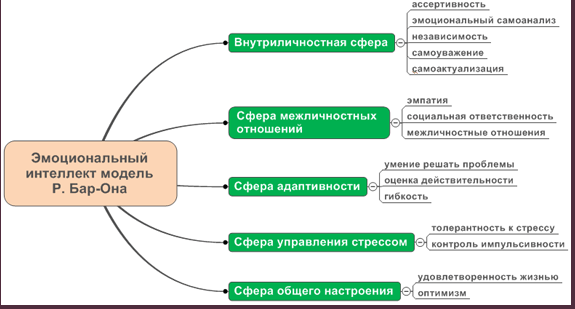 Эмоциональный
интеллект модель
Р. Бар-Она
Внутриличностная сфера
ассертивность
эмоциональный самоанализ
независимость
самоуважение
самоактуализация
Сфера межличностных
отношений
эмпатия
социальная ответственность
межличностные отношения
Сфера адаптивности
умение решать проблемы
оценка действительности
гибкость
Сфера управления стрессом
толерантность к стрессу
контроль импульсивности
Сфера общего настроения
удовлетворенность жизнью
оптимизм